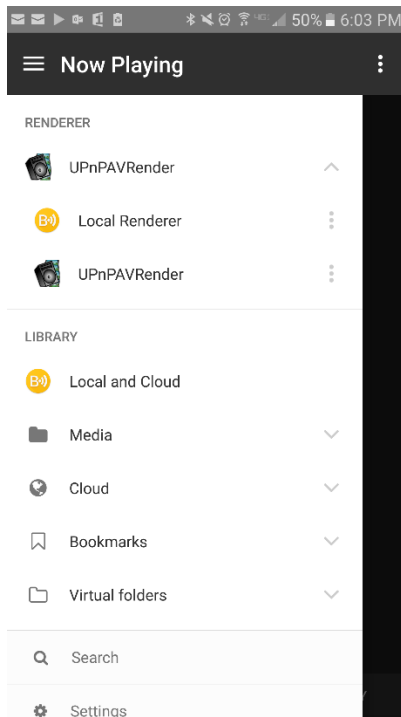 50% 6:03 PM
Now Playing
RENDERER
UPnPAVRender
Local Renderer
UPnPAVRender
LIBRARY
Local and Cloud
Media
Cloud
Bookmarks
Virtual folders
Search
Settings